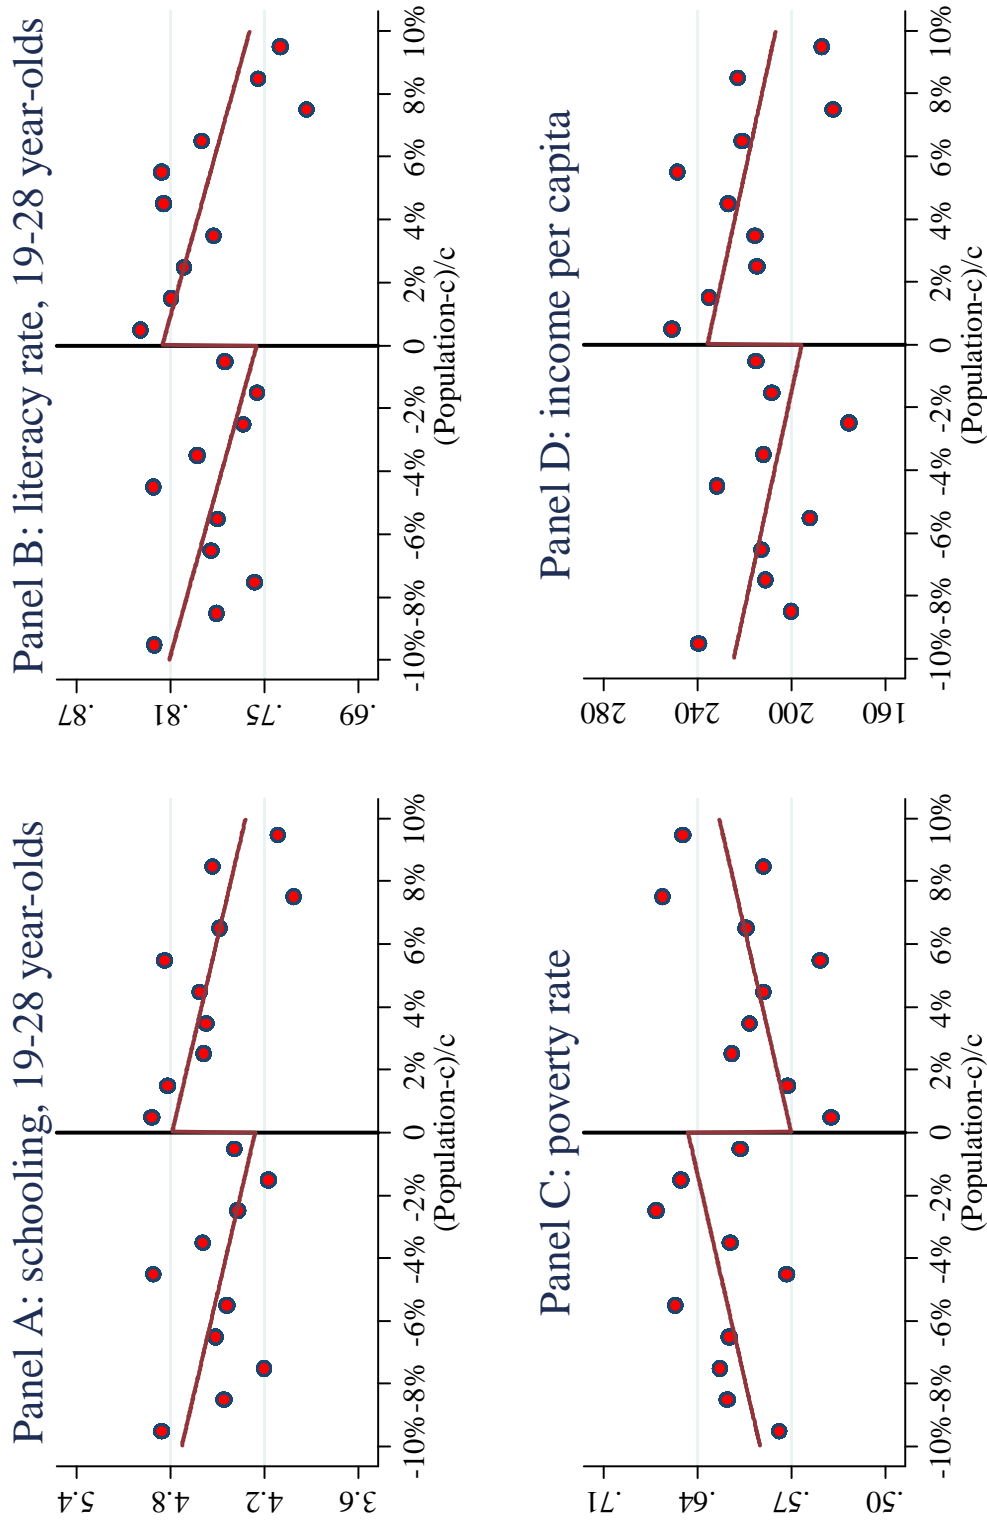 Panel A: schooling, 19-28 year-olds
5.4
4.8
4.2
3.6
-10% -8% -6% -4% -2% 0 2% 4% 6% 8% 10%
(Population-c)/c
Panel B: literacy rate, 19-28 year-olds
.87
.81
.75
.69
-10% -8% -6% -4% -2% 0 2% 4% 6% 8% 10%
(Population-c)/c
Panel C: poverty rate
.71
.64
.57
.50
-10% -8% -6% -4% -2% 0 2% 4% 6% 8% 10%
(Population-c)/c
Panel D: income per capita
280
240
200
160
-10% -8% -6% -4% -2% 0 2% 4% 6% 8% 10%
(Population-c)/c